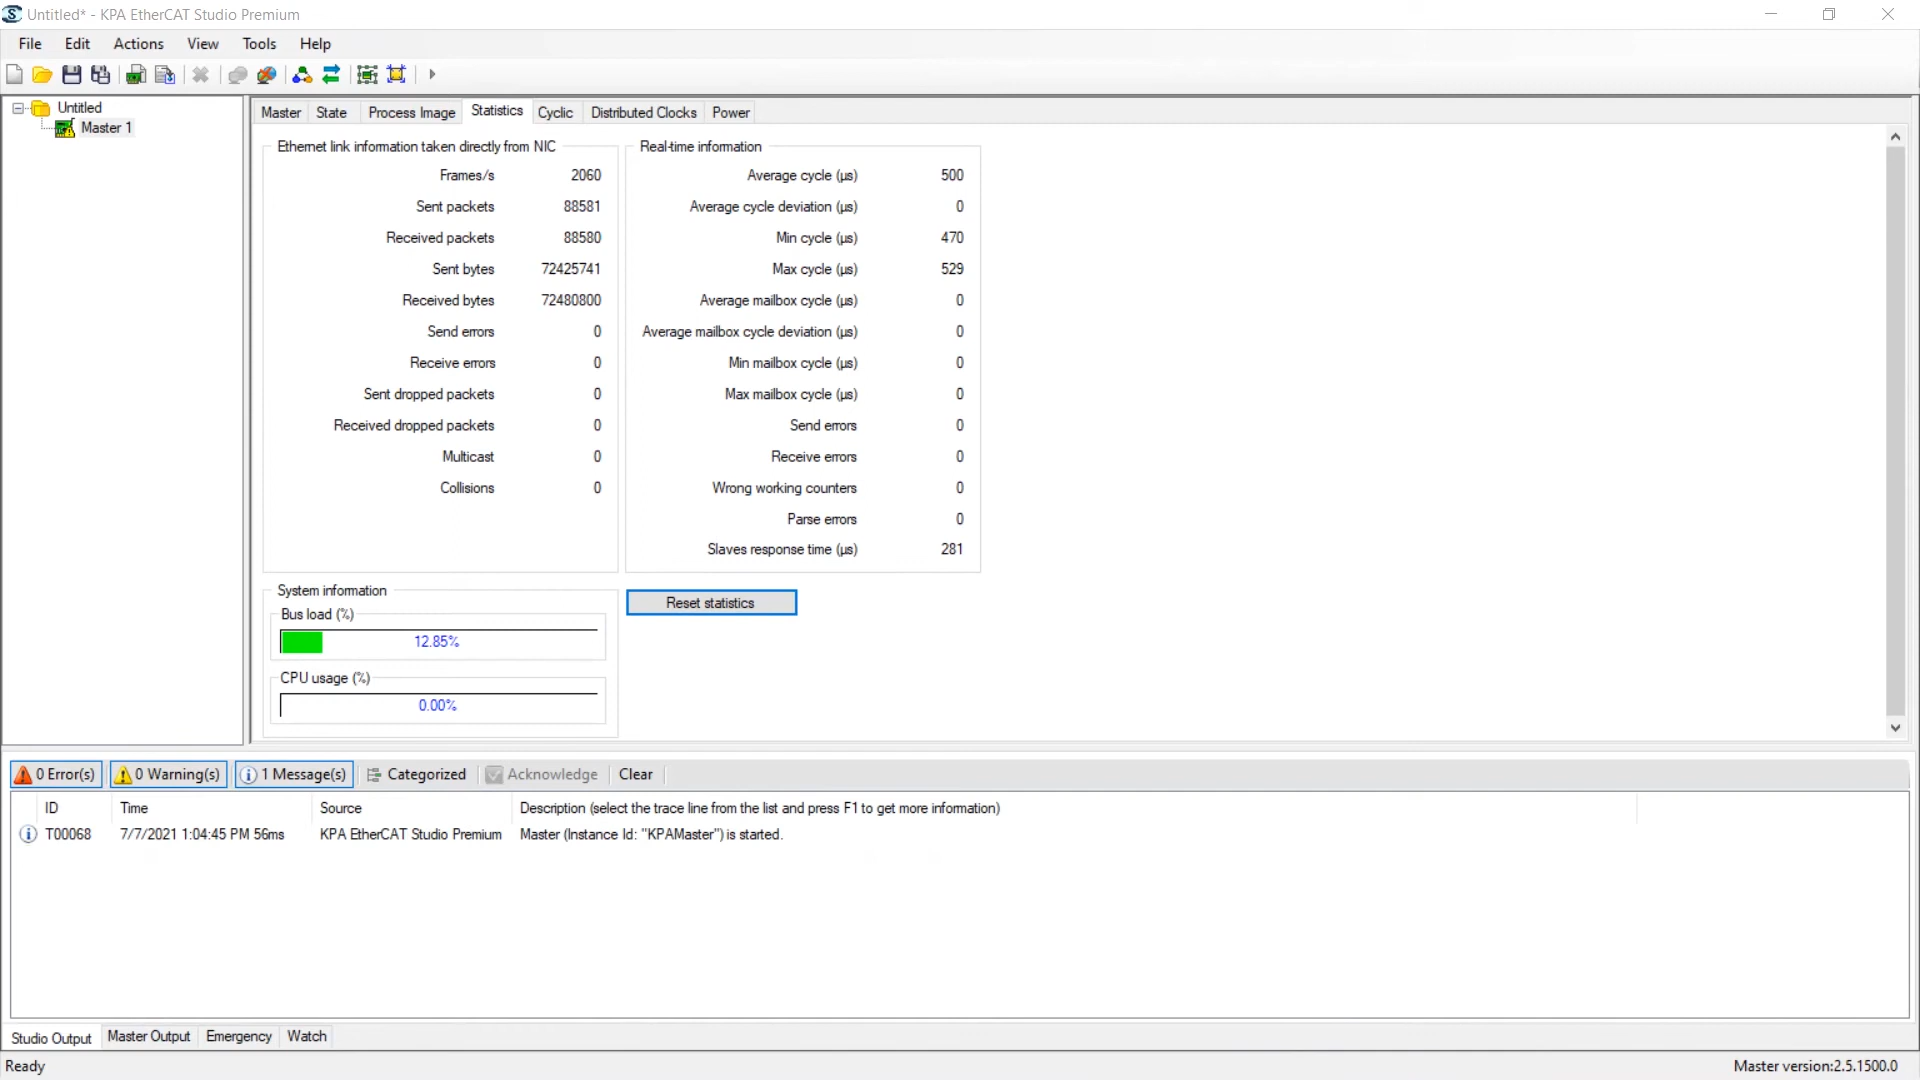 Untitled* - KPA EtherCAT Studio Premium
File Edit Actions View Tools Help
Untitled
Master 1
Master State Process Image Statistics Cyclic Distributed Clocks Power
Ethernet link information taken directly from NIC
Frames/s 2060
Sent packets 88581
Received packets 88580
Sent bytes 72425741
Received bytes 72480800
Send errors 0
Receive errors 0
Sent dropped packets 0
Received dropped packets 0
Multicast 0
Collisions 0
Real-time information
Average cycle (µs) 500
Average cycle deviation (µs) 0
Min cycle (µs) 470
Max cycle (µs) 529
Average mailbox cycle (µs) 0
Average mailbox cycle deviation (µs) 0
Min mailbox cycle (µs) 0
Max mailbox cycle (µs) 0
Send errors 0
Receive errors 0
Wrong working counters 0
Parse errors 0
Slaves response time (µs) 281
System information
Bus load (%)
12.85%
CPU usage (%)
0.00%
Reset statistics
0 Error(s) 0 Warning(s) 1 Message(s) Categorized Acknowledge Clear
ID Time Source Description (select the trace line from the list and press F1 to get more information)
T00068 7/7/2021 1:04:45 PM 56ms KPA EtherCAT Studio Premium Master (Instance Id: "KPAMaster") is started.
Studio Output Master Output Emergency Watch
Ready Master version:2.5.1500.0